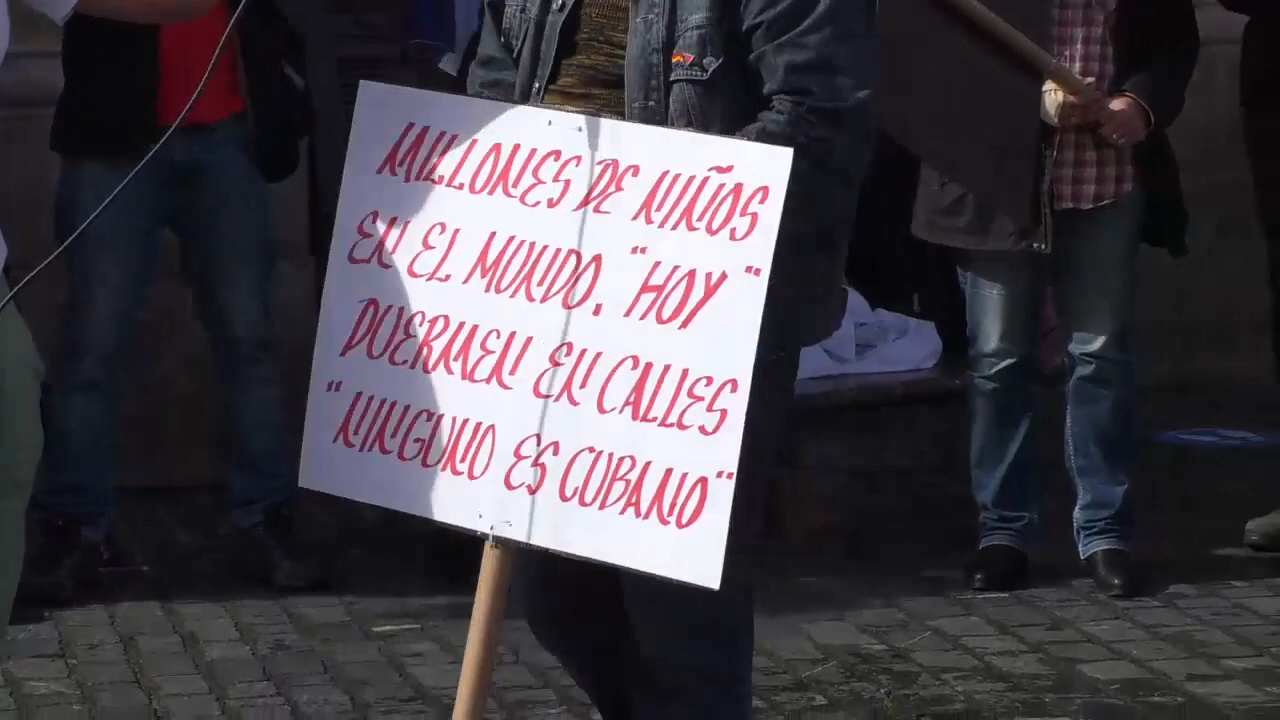 MILLONES DE NIÑOS
EN EL MUNDO. "HOY"
DUERMEN EN CALLES
"NINGUNO ES CUBANO"